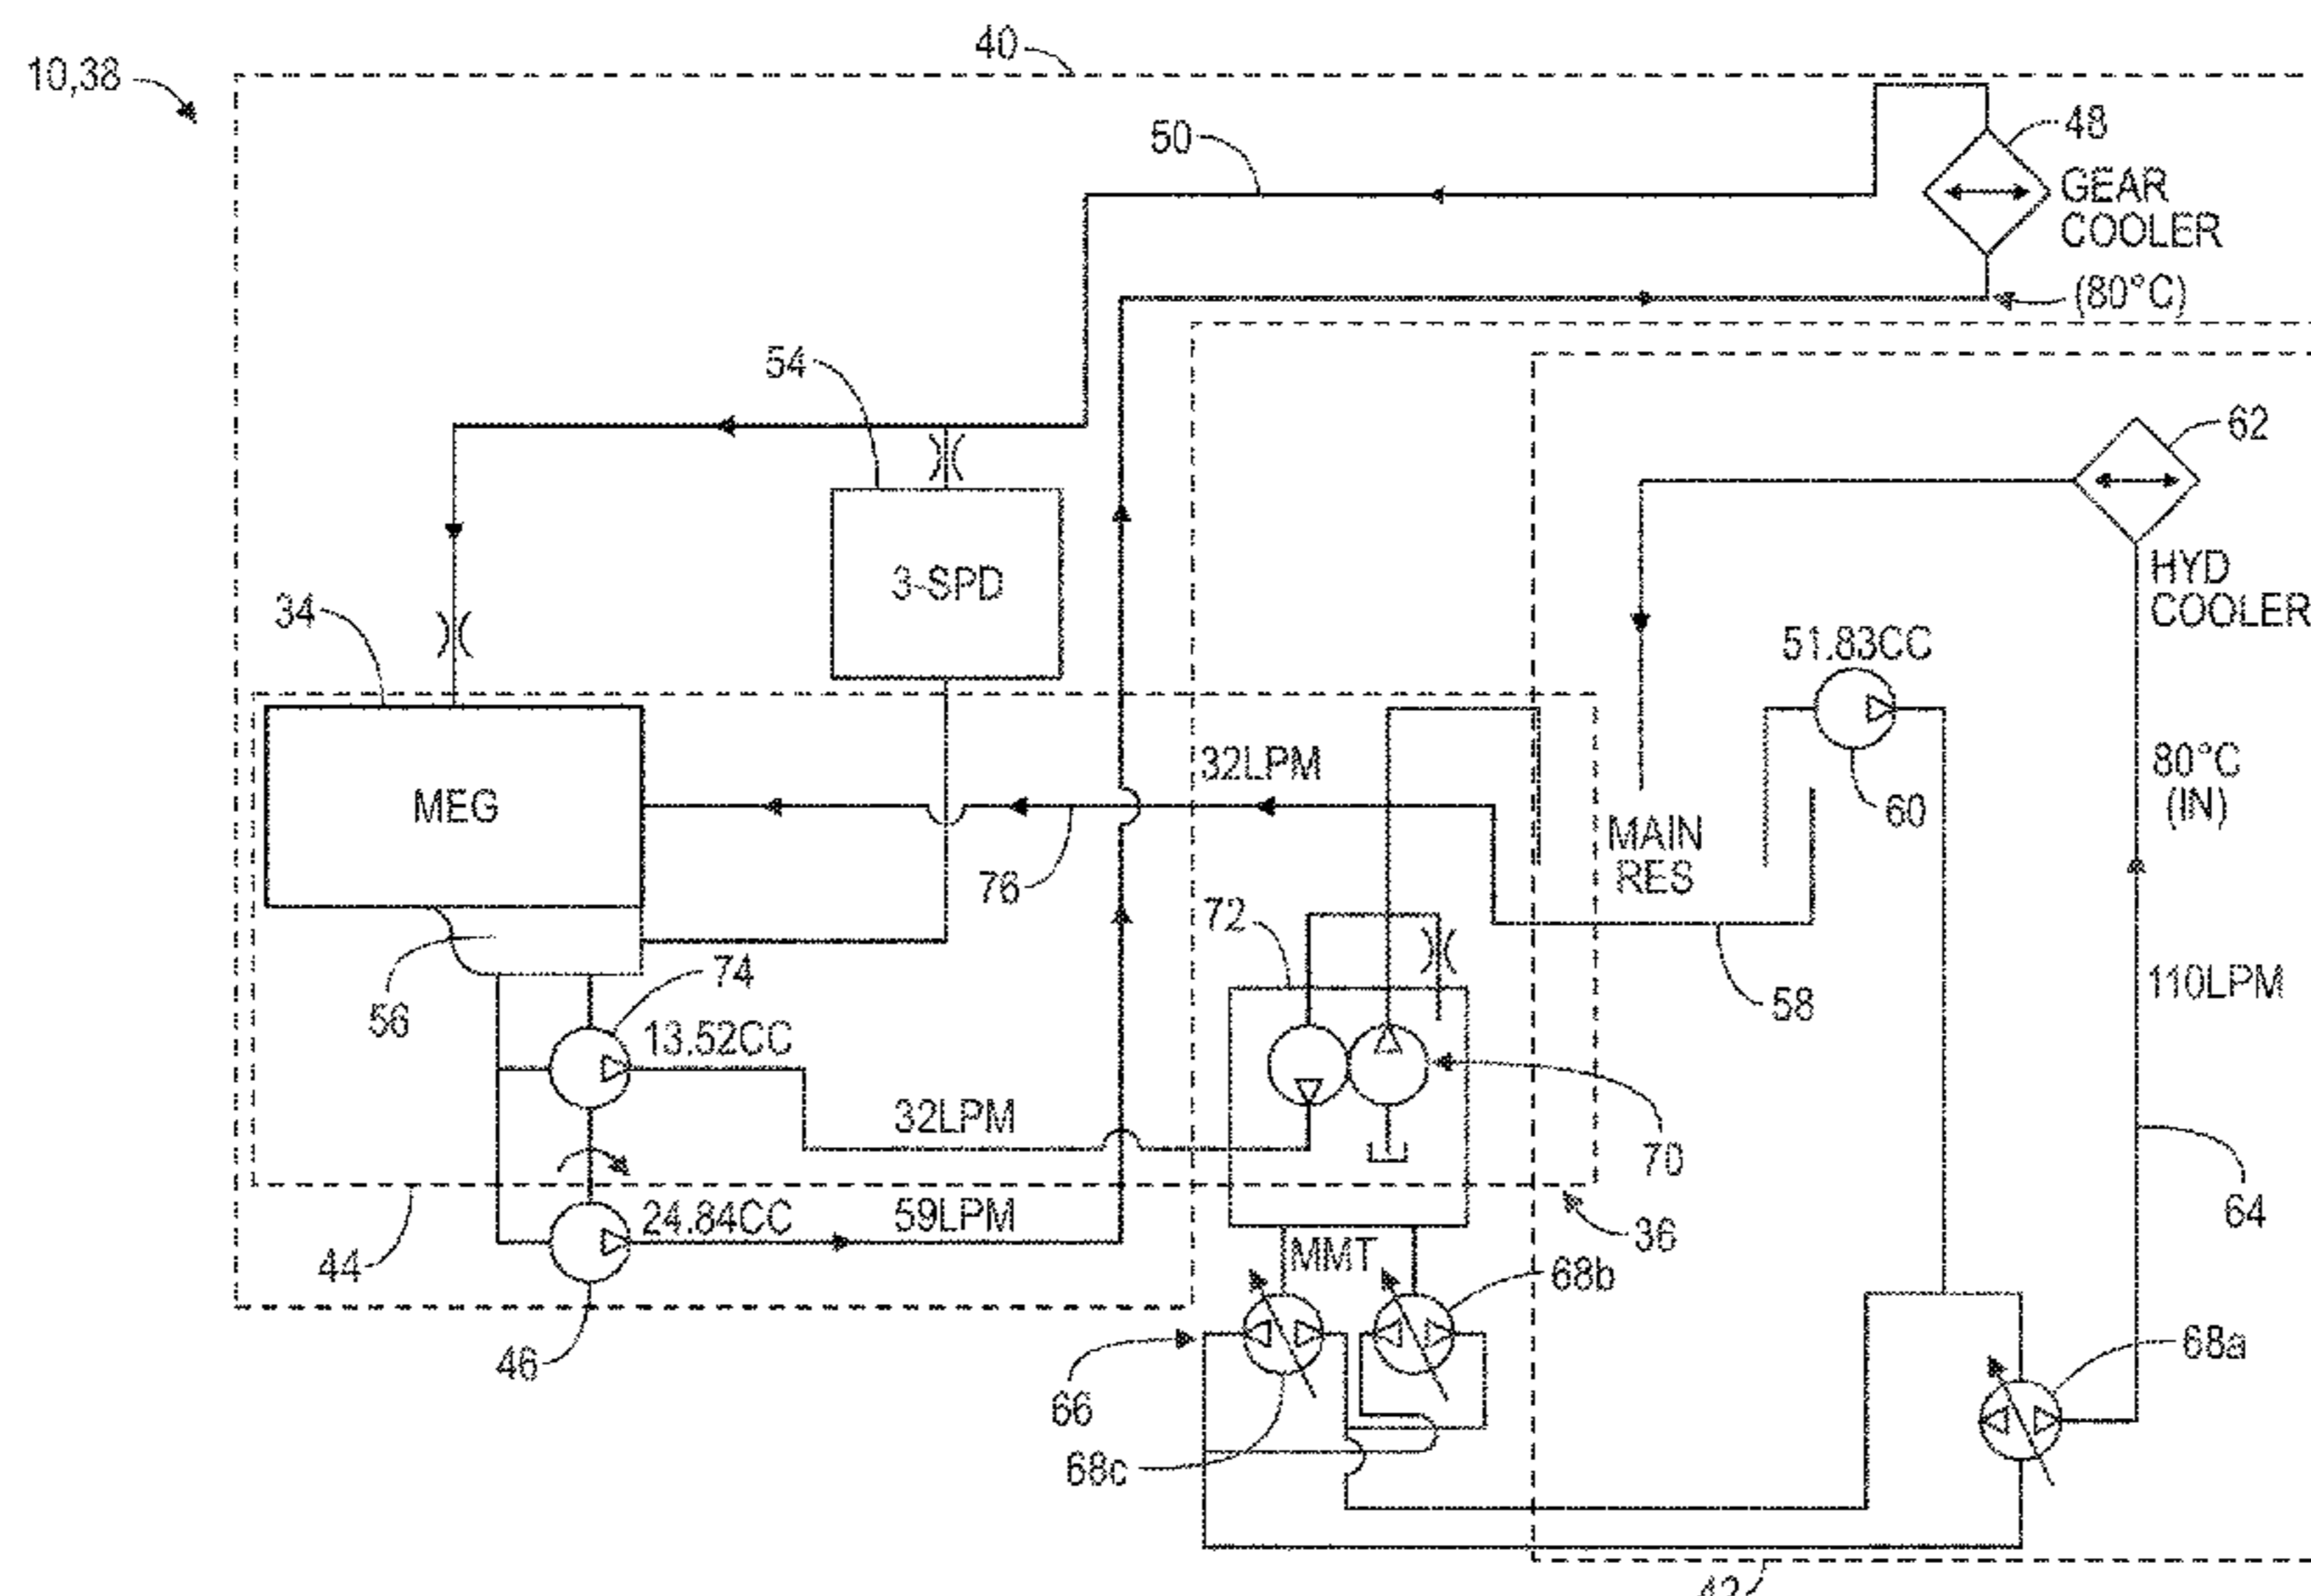 40
10,38
48
50
GEAR
COOLER
(80°C)
54
62
3-SPD
HYD
COOLER
34
51.83CC
32LPM
80°C
(IN)
MEG
60
MAIN
RES
76
72
74
110LPM
56
58
13.52CC
32LPM
70
64
24.84CC
59LPM
36
44
MMT
68b
46
68a
66
68c
42